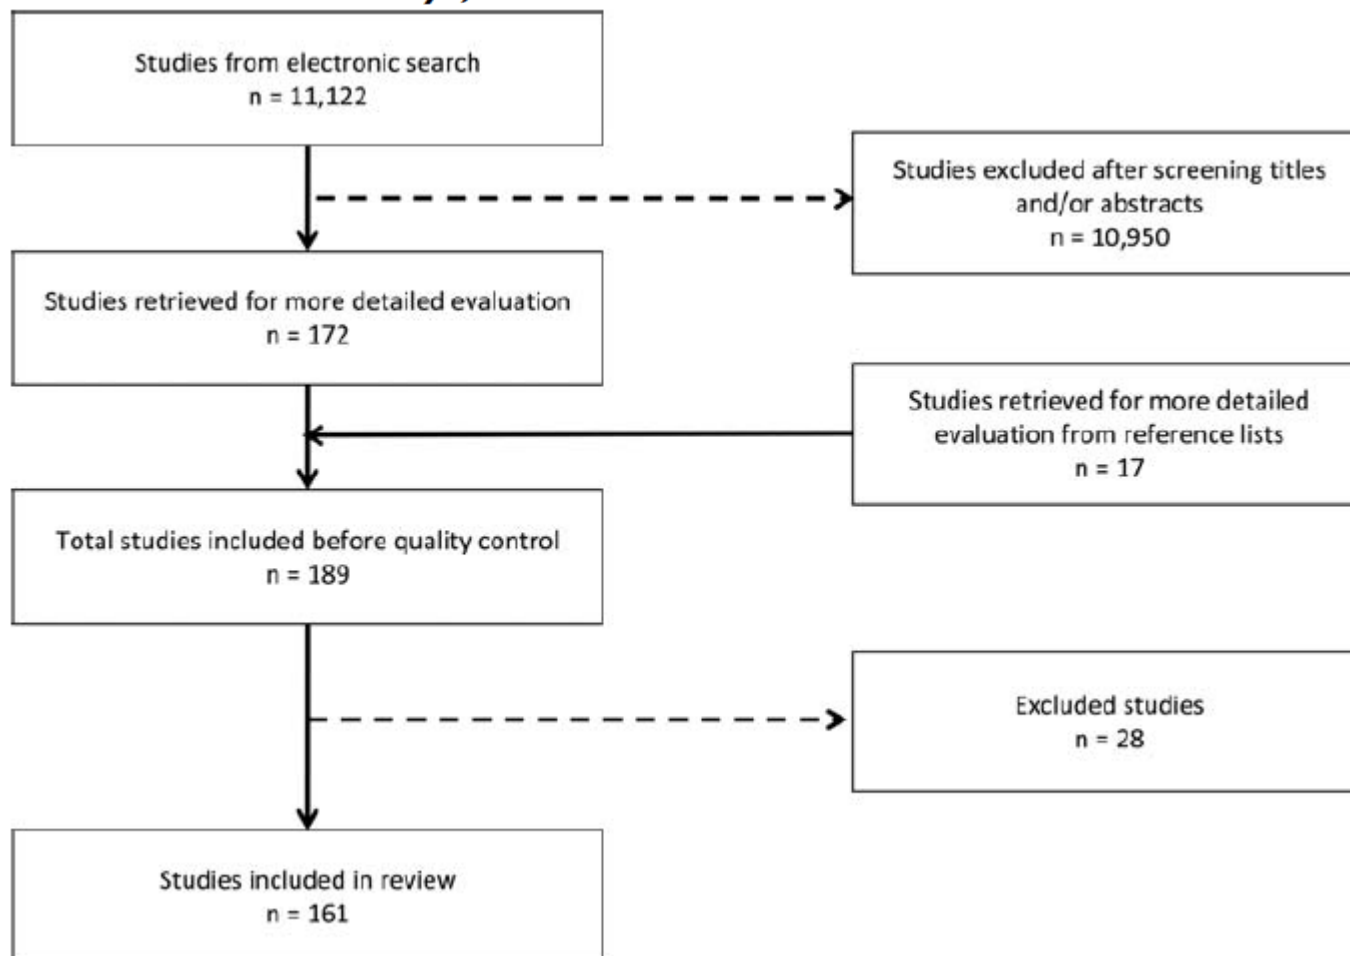 Studies from electronic search
n = 11,122
Studies excluded after screening titles
and/or abstracts
n = 10,950
Studies retrieved for more detailed evaluation
n = 172
Studies retrieved for more detailed
evaluation from reference lists
n = 17
Total studies included before quality control
n = 189
Excluded studies
n = 28
Studies included in review
n = 161